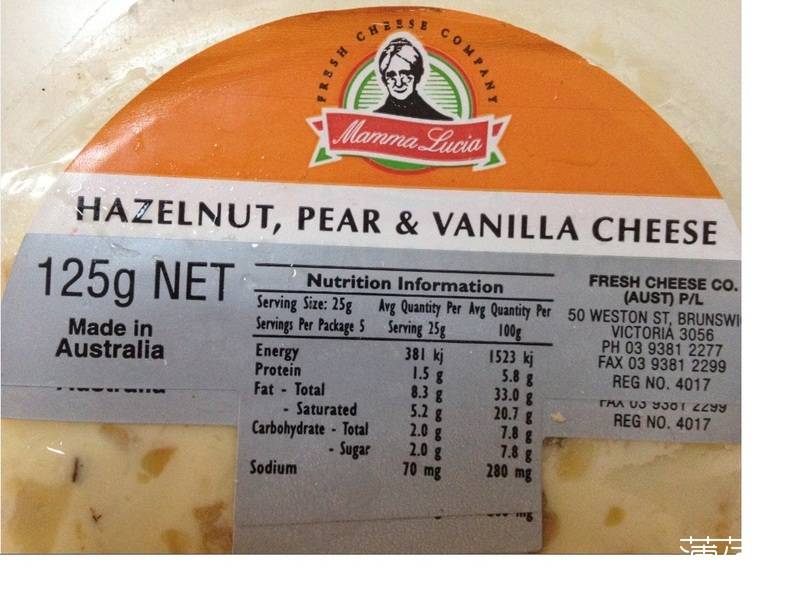 FRESH CHEESE COMPANY
Mamma Lucia
HAZELNUT, PEAR & VANILLA CHEESE
125g NET
Made in
Australia
Nutrition Information
Serving Size: 25g Avg Quantity Per Avg Quantity Per
Servings Per Package 5 Serving 25g 100g
Energy 381 kj 1523 kj
Protein 1.5 g 5.8 g
Fat - Total 8.3 g 33.0 g
- Saturated 5.2 g 20.7 g
Carbohydrate - Total 2.0 g 7.8 g
- Sugar 2.0 g 7.8 g
Sodium 70 mg 280 mg
FRESH CHEESE CO.
(AUST) P/L
50 WESTON ST, BRUNSWI
VICTORIA 3056
PH 03 9381 2277
FAX 03 9381 2299
REG NO. 4017
FAX 03 9381 2299
REG NO. 4017